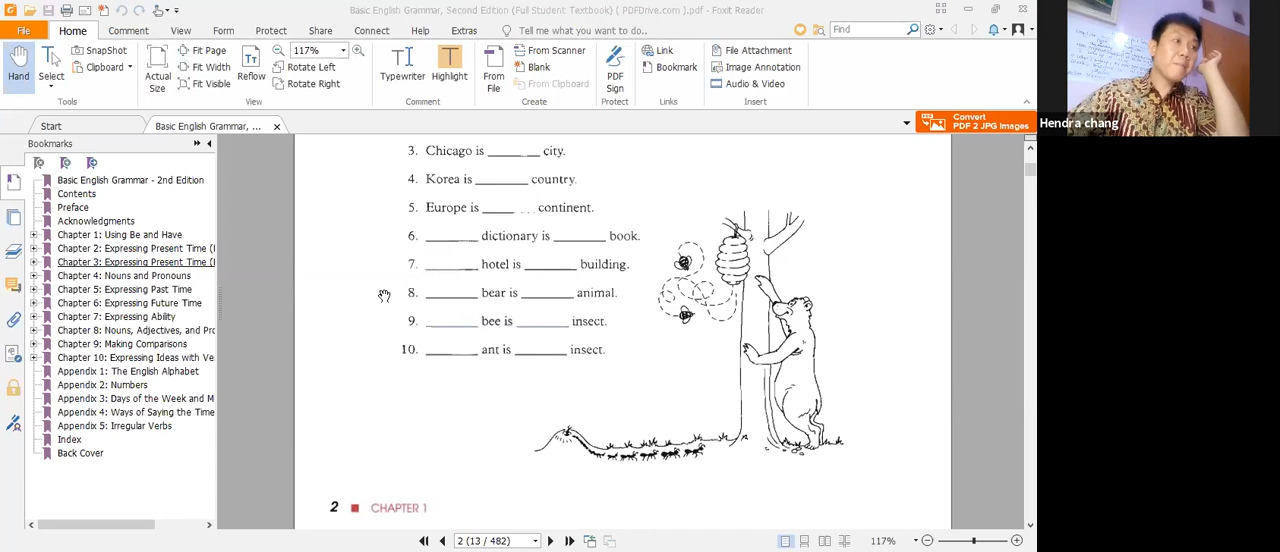 Basic English Grammar, Second Edition (Full Student Textbook) ( PDFDrive.com ).pdf - Foxit Reader
File Home Comment View Form Protect Share Connect Help Extras Tell me what you want to do.. Find
Hand
Select
SnapShot
Clipboard
Actual Size
Fit Page
Fit Width
Fit Visible
Reflow
117%
Rotate Left
Rotate Right
Typewriter
Highlight
From File
From Scanner
Blank
From Clipboard
PDF Sign
Link
Bookmark
File Attachment
Image Annotation
Audio & Video
Tools View Comment Create Protect Links Insert
Start
Basic English Grammar, ...
Convert
PDF 2 JPG Images
Bookmarks
Basic English Grammar - 2nd Edition
Contents
Preface
Acknowledgments
Chapter 1: Using Be and Have
Chapter 2: Expressing Present Time (
Chapter 3: Expressing Present Time (
Chapter 4: Nouns and Pronouns
Chapter 5: Expressing Past Time
Chapter 6: Expressing Future Time
Chapter 7: Expressing Ability
Chapter 8: Nouns, Adjectives, and Pro
Chapter 9: Making Comparisons
Chapter 10: Expressing Ideas with Ve
Appendix 1: The English Alphabet
Appendix 2: Numbers
Appendix 3: Days of the Week and M
Appendix 4: Ways of Saying the Time
Appendix 5: Irregular Verbs
Index
Back Cover
3. Chicago is ______ city.
4. Korea is ______ country.
5. Europe is ______ continent.
6. ______ dictionary is ______ book.
7. ______ hotel is ______ building.
8. ______ bear is ______ animal.
9. ______ bee is ______ insect.
10. ______ ant is ______ insect.
2 CHAPTER 1
2 (13 / 482)
117%
Hendra chang